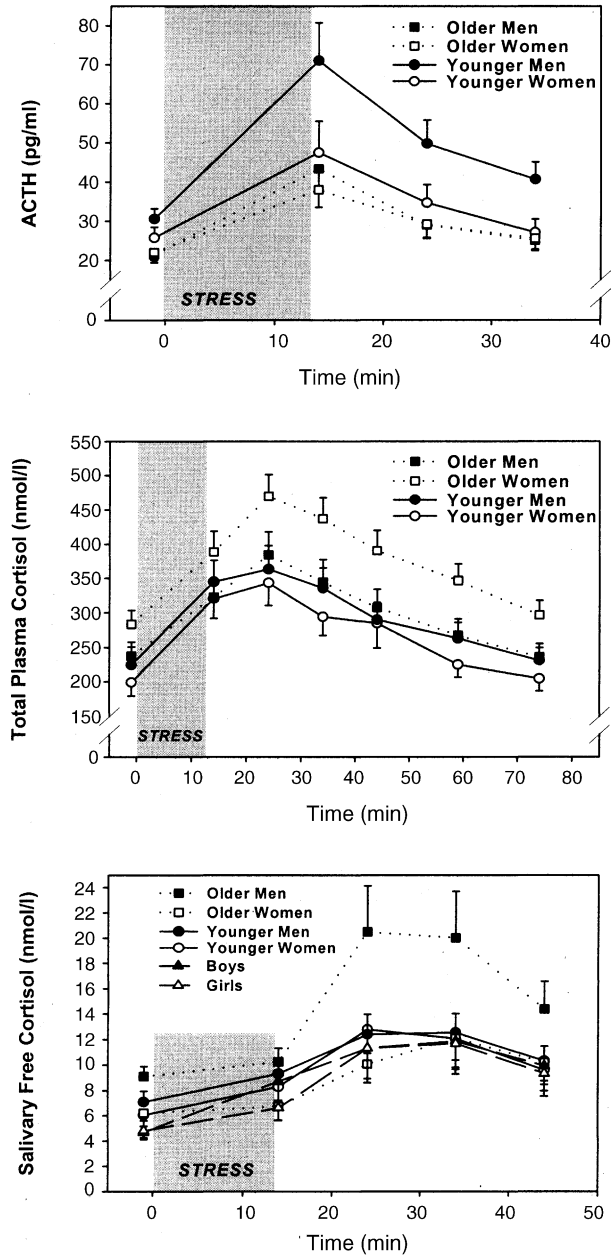 ACTH (pg/ml)
80
70
60
50
40
30
20
0
Older Men
Older Women
Younger Men
Younger Women
STRESS
0 10 20 30 40
Time (min)
Total Plasma Cortisol (nmol/l)
550
500
450
400
350
300
250
200
150
0
Older Men
Older Women
Younger Men
Younger Women
STRESS
0 10 20 30 40 50 60 70 80
Time (min)
Salivary Free Cortisol (nmol/l)
24
22
20
18
16
14
12
10
8
6
4
2
0
Older Men
Older Women
Younger Men
Younger Women
Boys
Girls
STRESS
0 10 20 30 40 50
Time (min)